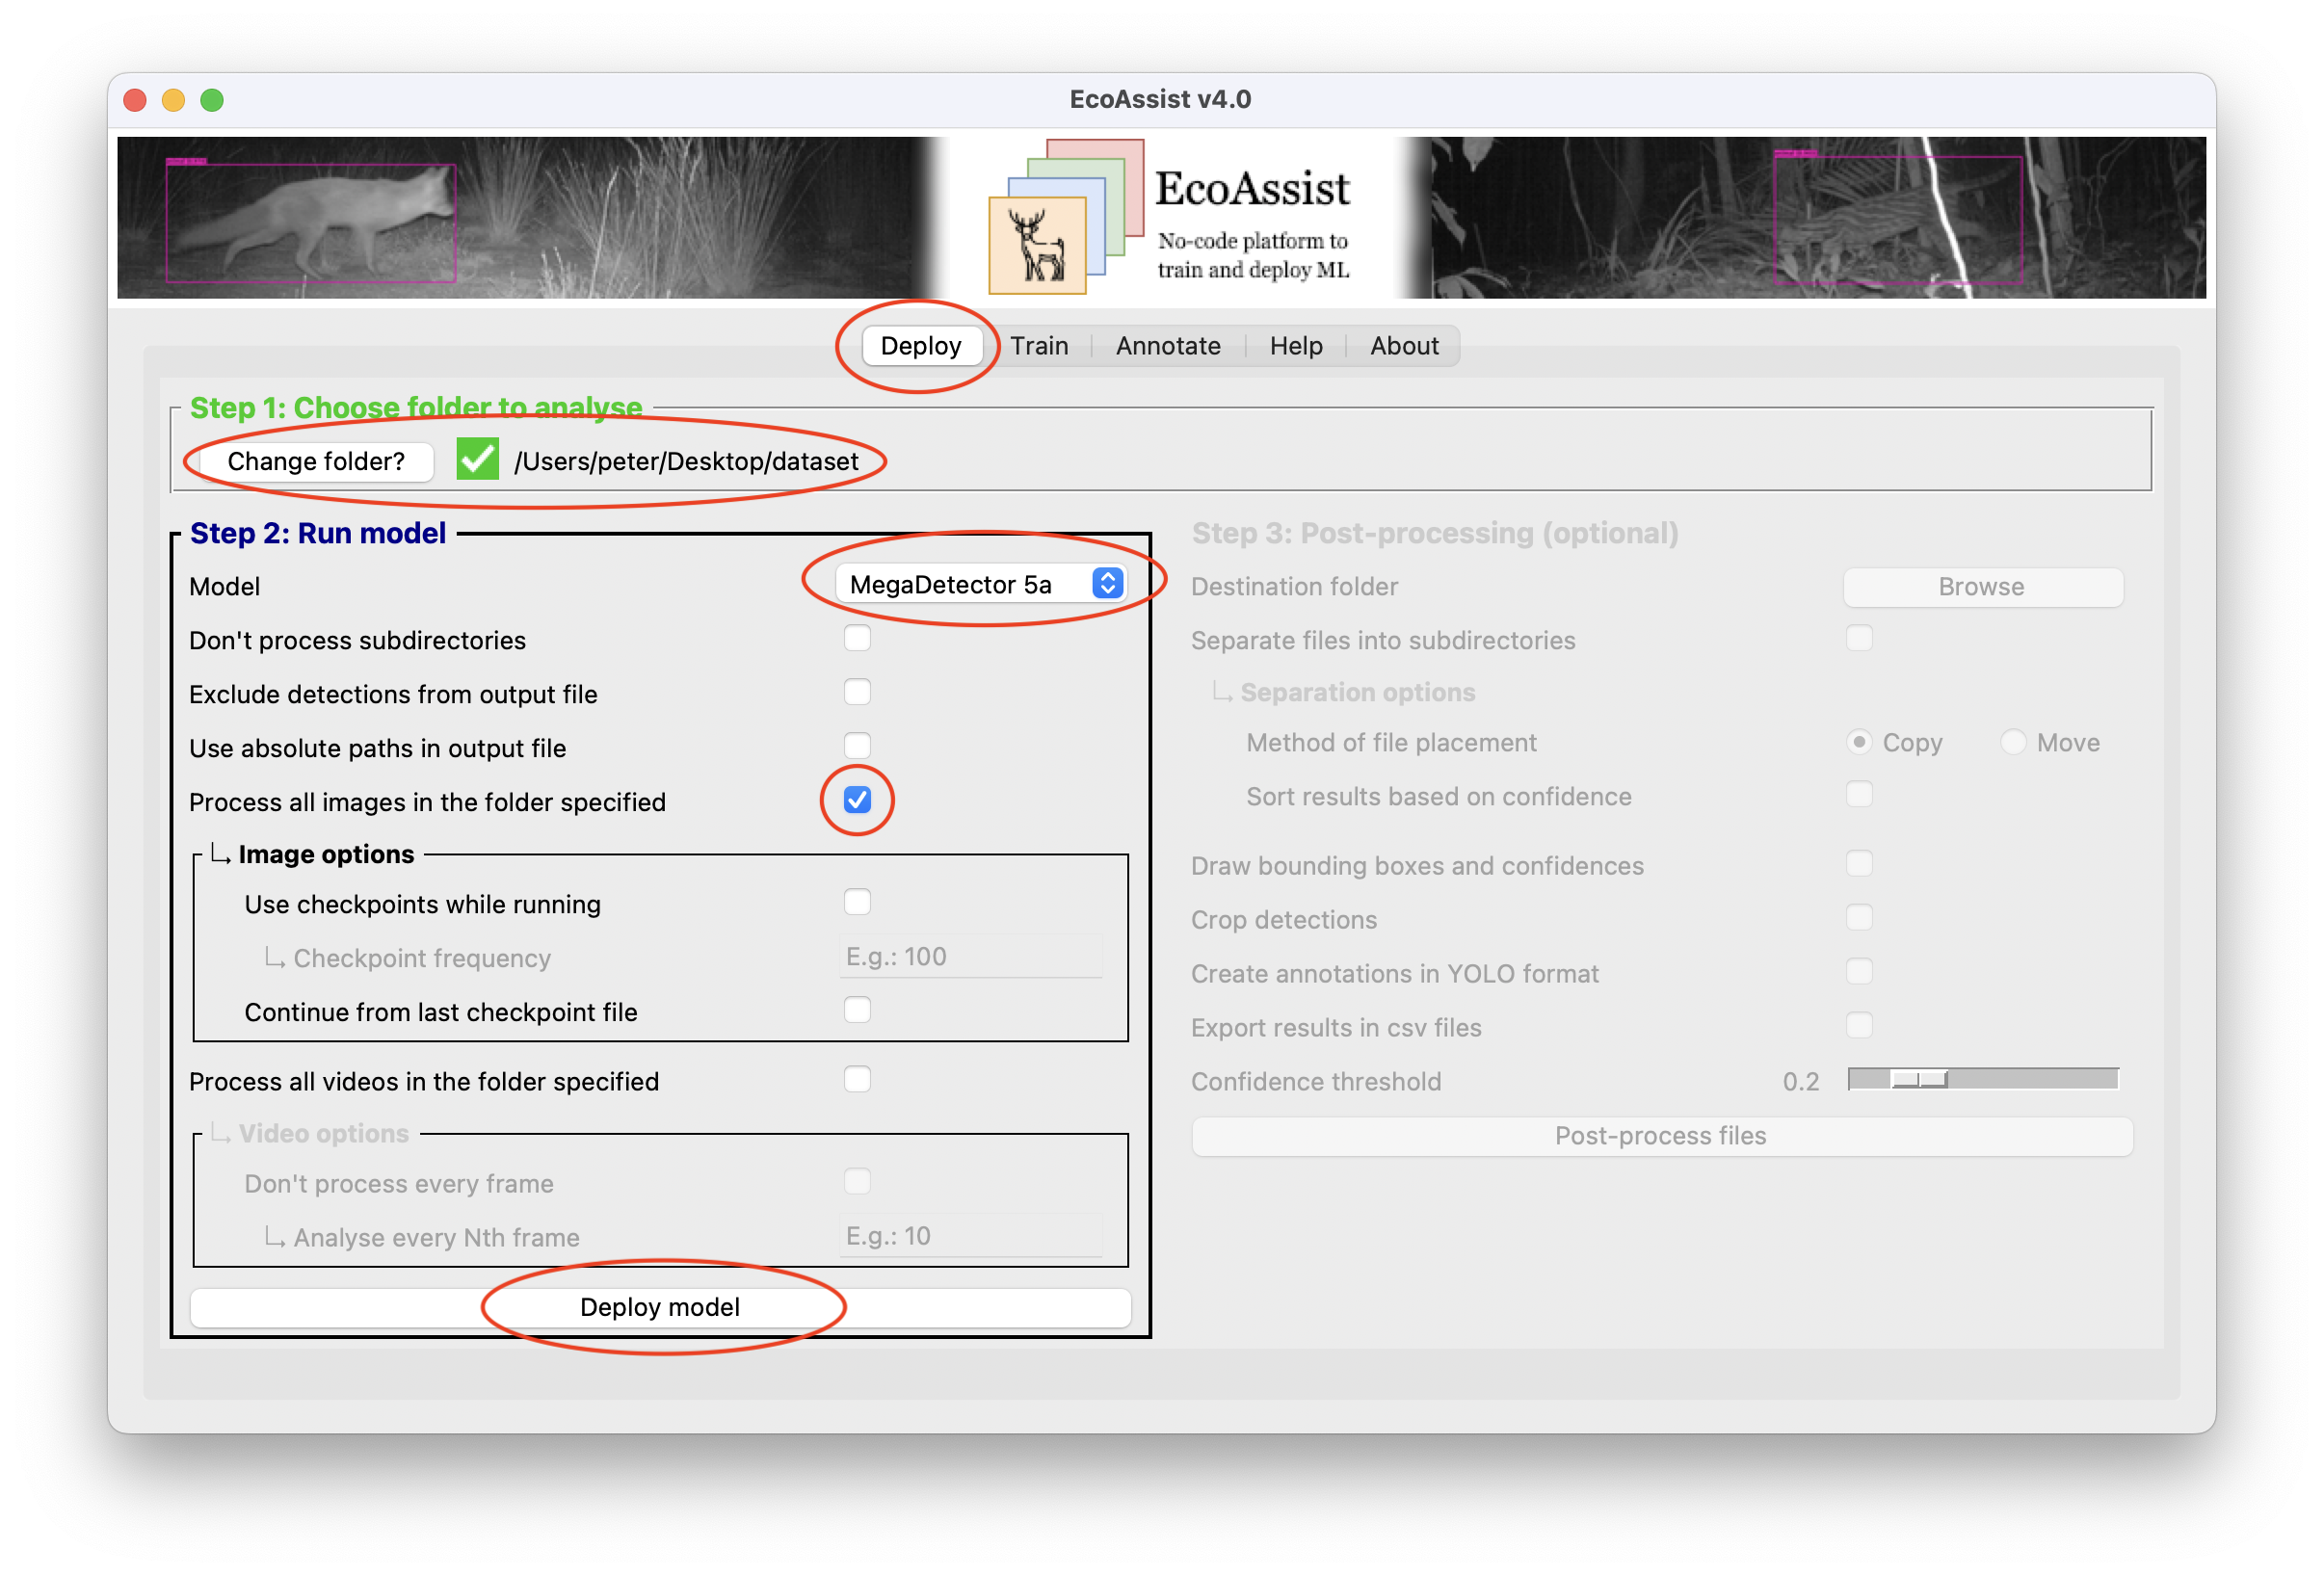 EcoAssist v4.0
EcoAssist
No-code platform to
train and deploy ML
Deploy Train Annotate Help About
Step 1: Choose folder to analyse
Change folder? /Users/peter/Desktop/dataset
Step 2: Run model
Model MegaDetector 5a
Don't process subdirectories
Exclude detections from output file
Use absolute paths in output file
Process all images in the folder specified
Image options
Use checkpoints while running
Checkpoint frequency E.g.: 100
Continue from last checkpoint file
Process all videos in the folder specified
Video options
Don't process every frame
Analyse every Nth frame E.g.: 10
Deploy model
Step 3: Post-processing (optional)
Destination folder Browse
Separate files into subdirectories
Separation options
Method of file placement Copy Move
Sort results based on confidence
Draw bounding boxes and confidences
Crop detections
Create annotations in YOLO format
Export results in csv files
Confidence threshold 0.2
Post-process files